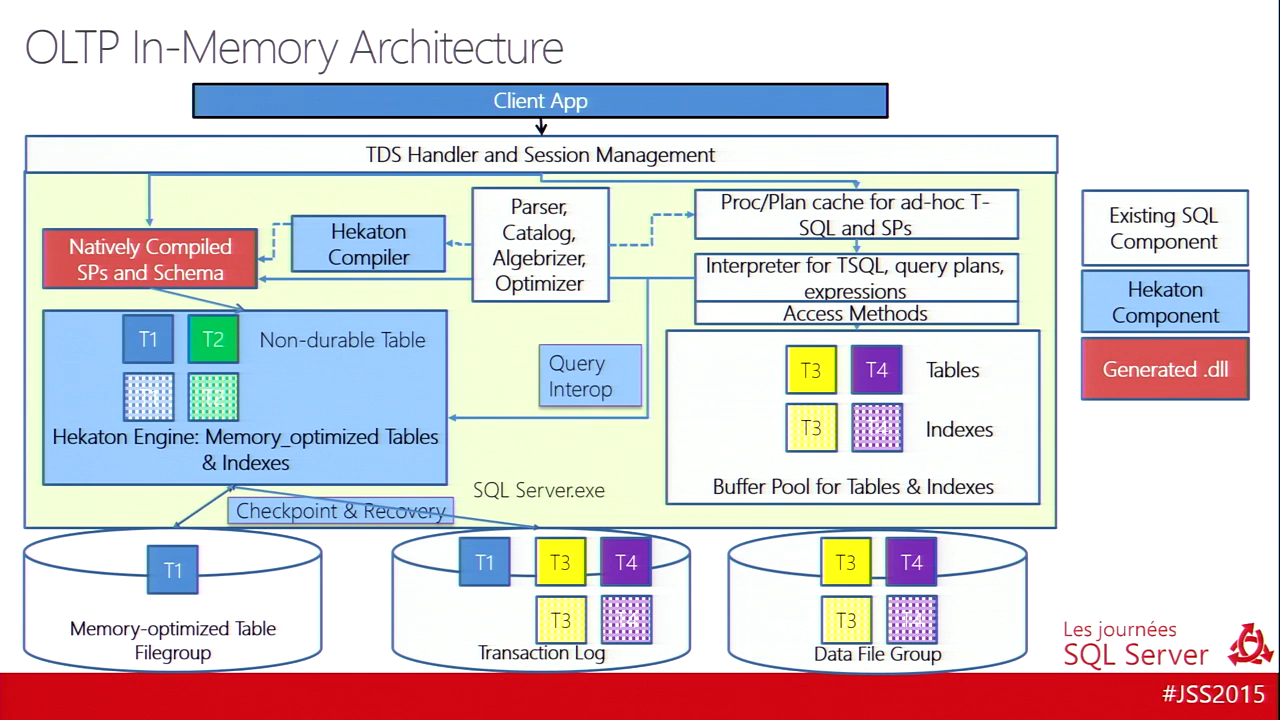 OLTP In-Memory Architecture
Client App
TDS Handler and Session Management
Parser,
Catalog,
Algebrizer,
Optimizer
Proc/Plan cache for ad-hoc T-
SQL and SPs
Hekaton
Compiler
Natively Compiled
SPs and Schema
Interpreter for TSQL, query plans,
expressions
Access Methods
Existing SQL
Component
Hekaton
Component
Generated .dll
T1
T2
Non-durable Table
Hekaton Engine: Memory_optimized Tables
& Indexes
Query
Interop
T3
T4
Tables
T3
T4
Indexes
Buffer Pool for Tables & Indexes
SQL Server.exe
Checkpoint & Recovery
T1
Memory-optimized Table
Filegroup
T1
T3
T4
T3
T4
Transaction Log
T3
T4
T3
T4
Data File Group
Les journées
SQL Server
#JSS2015